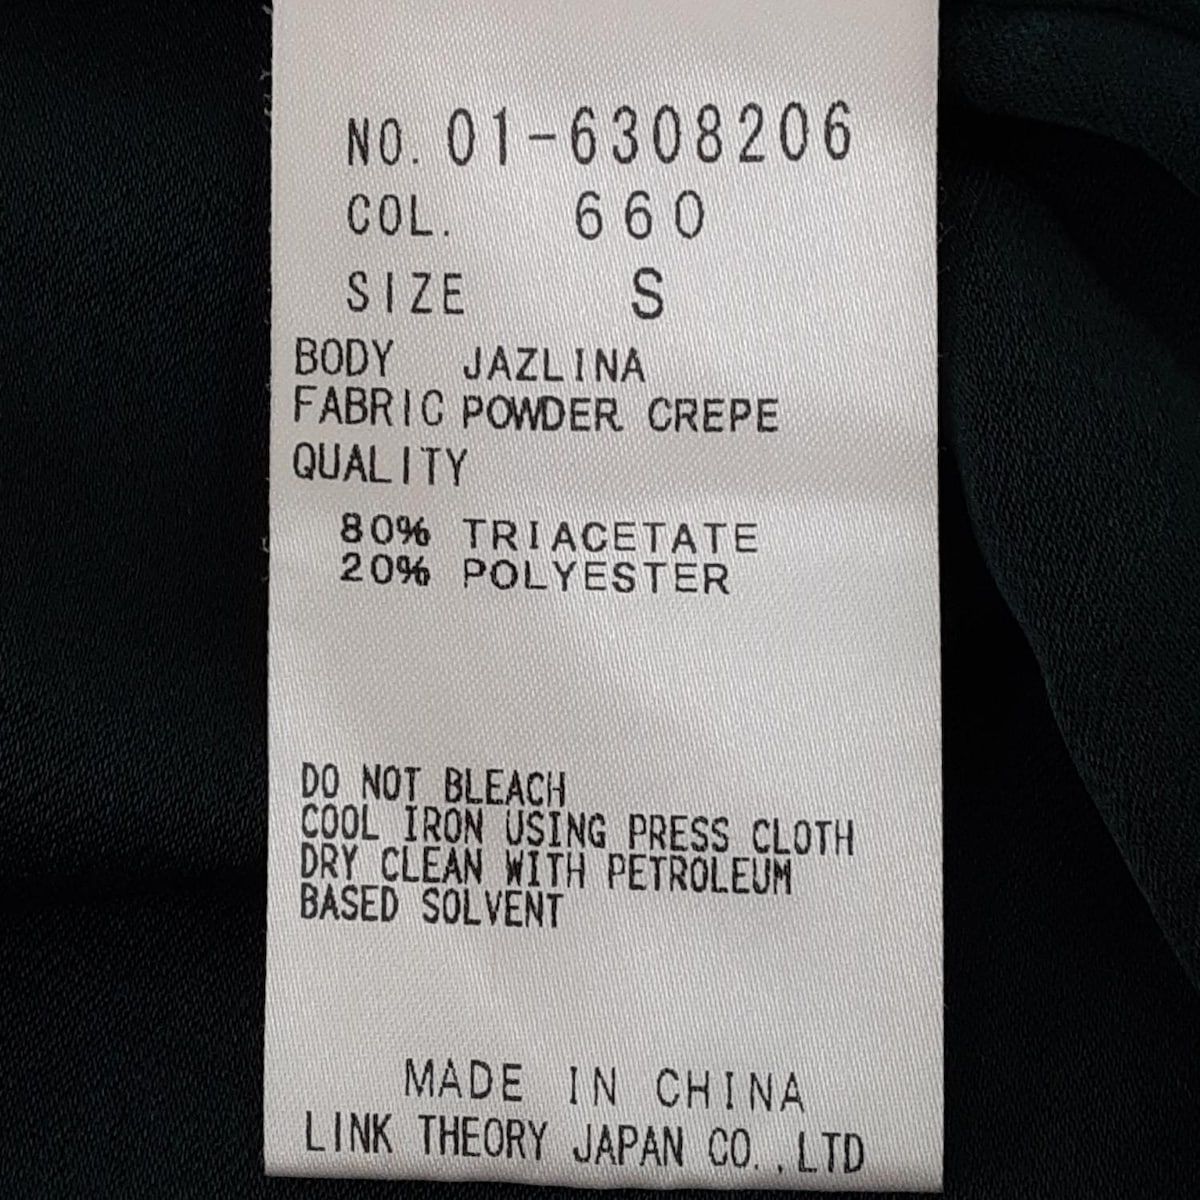 NO. 01-6308206
COL. 660
SIZE S
BODY JAZLINA
FABRIC POWDER CREPE
QUALITY
80% TRIACETATE
20% POLYESTER
DO NOT BLEACH
COOL IRON USING PRESS CLOTH
DRY CLEAN WITH PETROLEUM
BASED SOLVENT
MADE IN CHINA
LINK THEORY JAPAN CO.,LTD